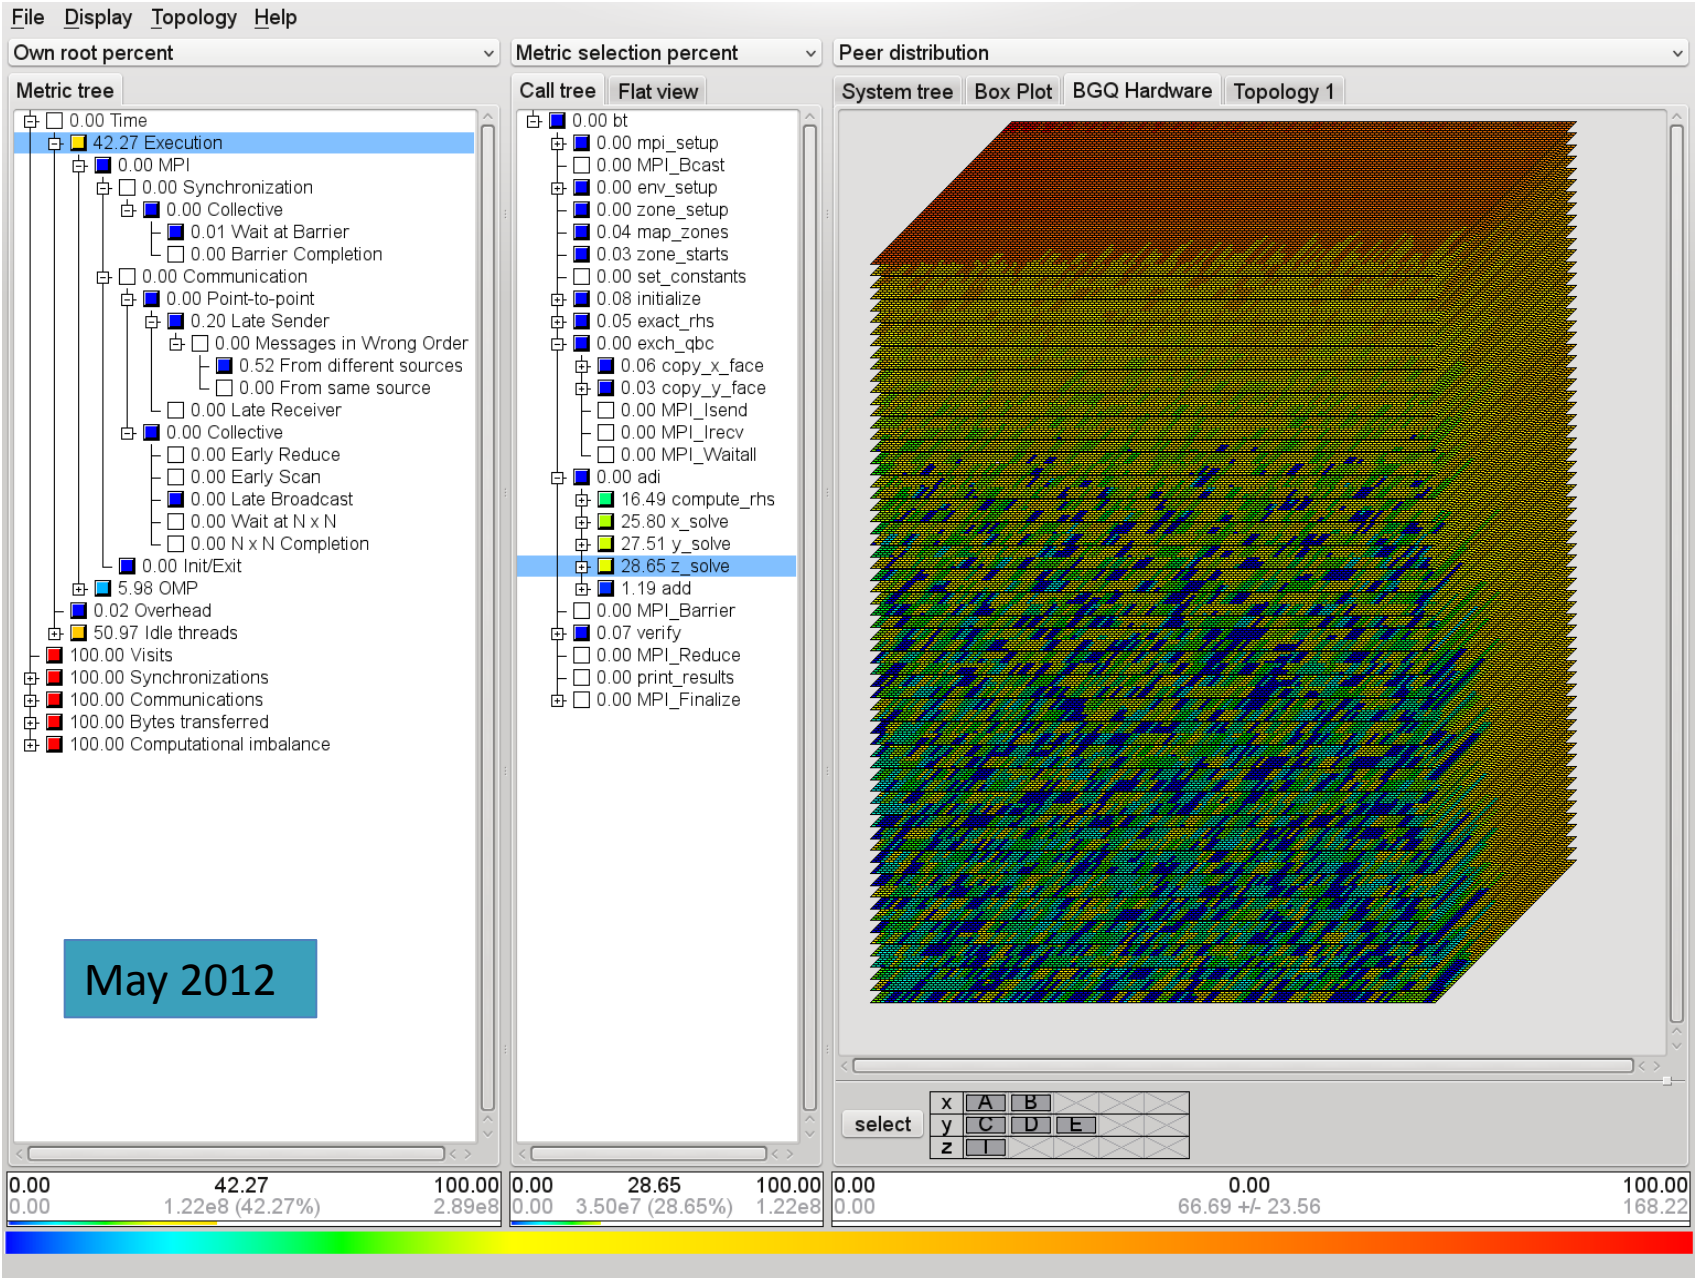 File Display Topology Help
Own root percent
Metric selection percent
Peer distribution
Metric tree
Call tree Flat view
System tree Box Plot BGQ Hardware Topology 1
0.00 Time
42.27 Execution
0.00 MPI
0.00 Synchronization
0.00 Collective
0.01 Wait at Barrier
0.00 Barrier Completion
0.00 Communication
0.00 Point-to-point
0.20 Late Sender
0.00 Messages in Wrong Order
0.52 From different sources
0.00 From same source
0.00 Late Receiver
0.00 Collective
0.00 Early Reduce
0.00 Early Scan
0.00 Late Broadcast
0.00 Wait at N x N
0.00 N x N Completion
0.00 Init/Exit
5.98 OMP
0.02 Overhead
50.97 Idle threads
100.00 Visits
100.00 Synchronizations
100.00 Communications
100.00 Bytes transferred
100.00 Computational imbalance
May 2012
0.00 bt
0.00 mpi_setup
0.00 MPI_Bcast
0.00 env_setup
0.00 zone_setup
0.04 map_zones
0.03 zone_starts
0.00 set_constants
0.08 initialize
0.05 exact_rhs
0.00 exch_qbc
0.06 copy_x_face
0.03 copy_y_face
0.00 MPI_Isend
0.00 MPI_Irecv
0.00 MPI_Waitall
0.00 adi
16.49 compute_rhs
25.80 x_solve
27.51 y_solve
28.65 z_solve
1.19 add
0.00 MPI_Barrier
0.07 verify
0.00 MPI_Reduce
0.00 print_results
0.00 MPI_Finalize
select
x A B
y C D E
z T
0.00 42.27 100.00
0.00 1.22e8 (42.27%) 2.89e8
0.00 28.65 100.00
0.00 3.50e7 (28.65%) 1.22e8
0.00 0.00 100.00
0.00 66.69 +/- 23.56 168.22